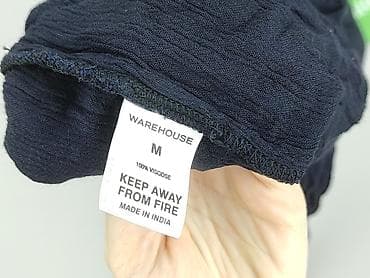 WAREHOUSE
M
100% VISCOSE
KEEP AWAY
FROM FIRE
MADE IN INDIA